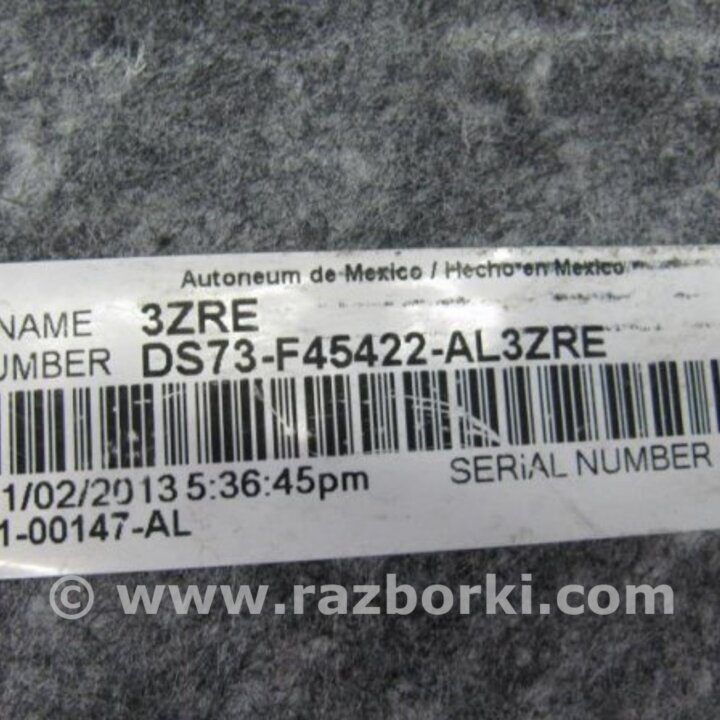 Autoneum de Mexico / Hecho en Mexico
NAME 3ZRE
UMBER DS73-F45422-AL3ZRE
1/02/2013 5:36:45pm SERiAL NUMBER
1-00147-AL
© www.razborki.com